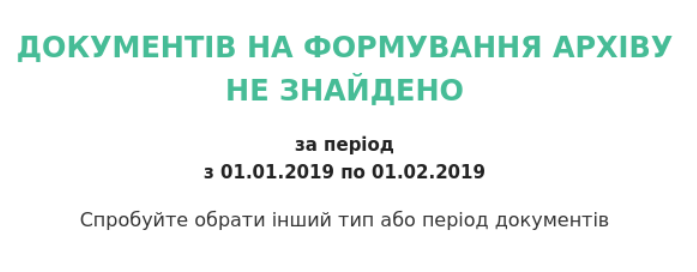 ДОКУМЕНТІВ НА ФОРМУВАННЯ АРХІВУ
НЕ ЗНАЙДЕНО
за період
з 01.01.2019 по 01.02.2019
Спробуйте обрати інший тип або період документів